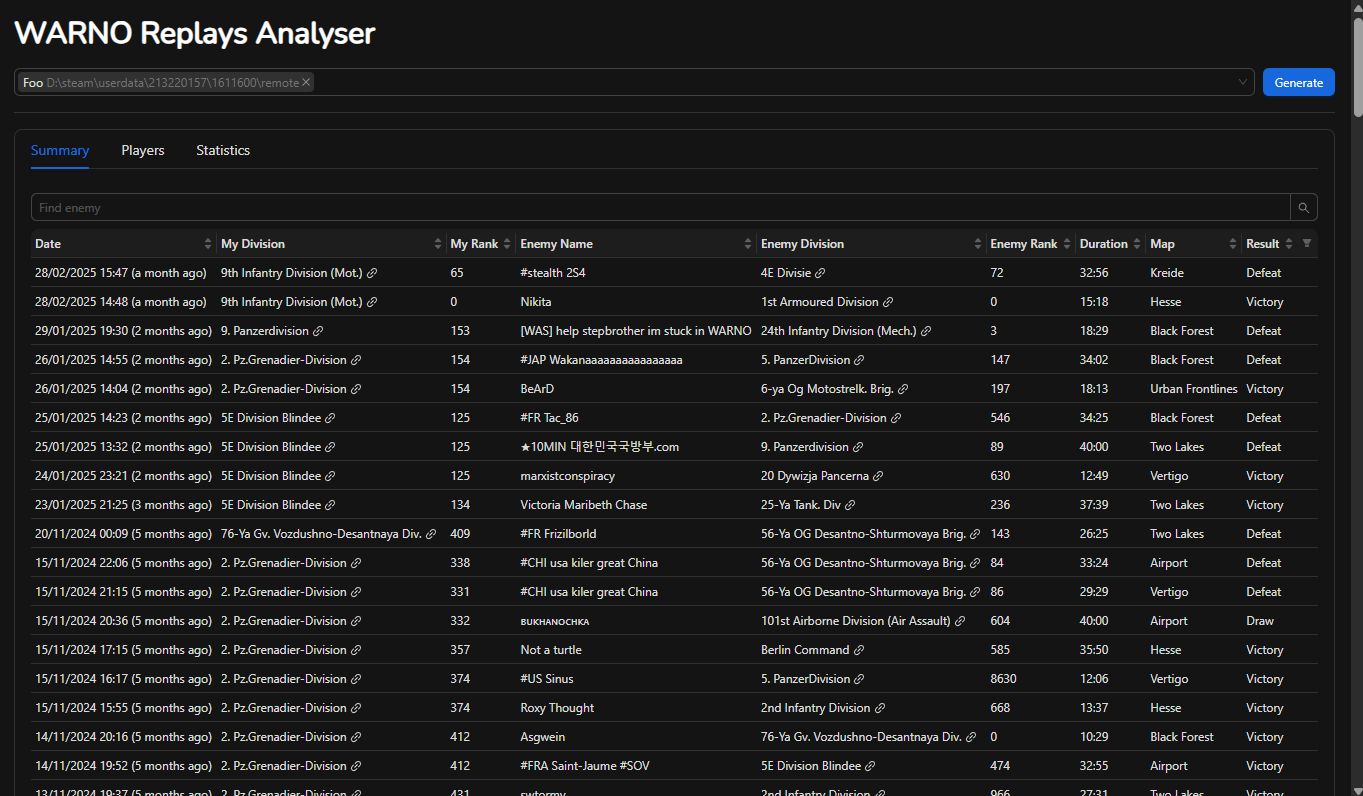 WARNO Replays Analyser
Foo D:\steam\userdata\213220157\1611600\remote Generate
Summary Players Statistics
Find enemy
Date My Division My Rank Enemy Name Enemy Division Enemy Rank Duration Map Result
28/02/2025 15:47 (a month ago) 9th Infantry Division (Mot.) 65 #stealth 2S4 4E Divisie 72 32:56 Kreide Defeat
28/02/2025 14:48 (a month ago) 9th Infantry Division (Mot.) 0 Nikita 1st Armoured Division 0 15:18 Hesse Victory
29/01/2025 19:30 (2 months ago) 9. Panzerdivision 153 [WAS] help stepbrother im stuck in WARNO 24th Infantry Division (Mech.) 3 18:29 Black Forest Defeat
26/01/2025 14:55 (2 months ago) 2. Pz.Grenadier-Division 154 #JAP Wakanaaaaaaaaaaaaaaaa 5. PanzerDivision 147 34:02 Black Forest Defeat
26/01/2025 14:04 (2 months ago) 2. Pz.Grenadier-Division 154 BeArD 6-ya Og Motostrelk. Brig. 197 18:13 Urban Frontlines Victory
25/01/2025 14:23 (2 months ago) 5E Division Blindee 125 #FR Tac_86 2. Pz.Grenadier-Division 546 34:25 Black Forest Defeat
25/01/2025 13:32 (2 months ago) 5E Division Blindee 125 ★10MIN 대한민국국방부.com 9. Panzerdivision 89 40:00 Two Lakes Defeat
24/01/2025 23:21 (2 months ago) 5E Division Blindee 125 marxistconspiracy 20 Dywizja Pancerna 630 12:49 Vertigo Victory
23/01/2025 21:25 (3 months ago) 5E Division Blindee 134 Victoria Maribeth Chase 25-Ya Tank. Div 236 37:39 Two Lakes Victory
20/11/2024 00:09 (5 months ago) 76-Ya Gv. Vozdushno-Desantnaya Div. 409 #FR Frizilborld 56-Ya OG Desantno-Shturmovaya Brig. 143 26:25 Two Lakes Defeat
15/11/2024 22:06 (5 months ago) 2. Pz.Grenadier-Division 338 #CHI usa kiler great China 56-Ya OG Desantno-Shturmovaya Brig. 84 33:24 Airport Defeat
15/11/2024 21:15 (5 months ago) 2. Pz.Grenadier-Division 331 #CHI usa kiler great China 56-Ya OG Desantno-Shturmovaya Brig. 86 29:29 Vertigo Defeat
15/11/2024 20:36 (5 months ago) 2. Pz.Grenadier-Division 332 ʙᴜᴋʜᴀɴᴏᴄʜᴋᴀ 101st Airborne Division (Air Assault) 604 40:00 Airport Draw
15/11/2024 17:15 (5 months ago) 2. Pz.Grenadier-Division 357 Not a turtle Berlin Command 585 35:50 Hesse Victory
15/11/2024 16:17 (5 months ago) 2. Pz.Grenadier-Division 374 #US Sinus 5. PanzerDivision 8630 12:06 Vertigo Victory
15/11/2024 15:55 (5 months ago) 2. Pz.Grenadier-Division 374 Roxy Thought 2nd Infantry Division 668 13:37 Hesse Victory
14/11/2024 20:16 (5 months ago) 2. Pz.Grenadier-Division 412 Asgwein 76-Ya Gv. Vozdushno-Desantnaya Div. 0 10:29 Black Forest Victory
14/11/2024 19:52 (5 months ago) 2. Pz.Grenadier-Division 412 #FRA Saint-Jaume #SOV 5E Division Blindee 474 32:55 Airport Victory
13/11/2024 19:37 (5 months ago) 2. Pz.Grenadier-Division 431 swtormy 2nd Infantry Division 966 27:31 Two Lakes Victory